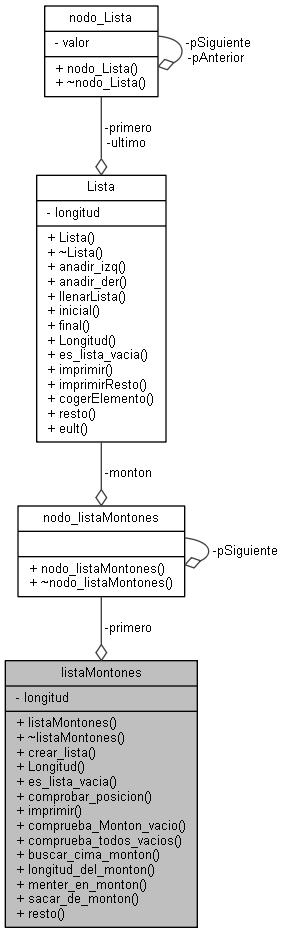 nodo_Lista
- valor
+ nodo_Lista()
+ ~nodo_Lista()
-pSiguiente
-pAnterior
-primero
-ultimo
Lista
- longitud
+ Lista()
+ ~Lista()
+ anadir_izq()
+ anadir_der()
+ llenarLista()
+ inicial()
+ final()
+ Longitud()
+ es_lista_vacia()
+ imprimir()
+ imprimirResto()
+ cogerElemento()
+ resto()
+ eult()
-monton
nodo_listaMontones
+ nodo_listaMontones()
+ ~nodo_listaMontones()
-pSiguiente
-primero
listaMontones
- longitud
+ listaMontones()
+ ~listaMontones()
+ crear_lista()
+ Longitud()
+ es_lista_vacia()
+ comprobar_posicion()
+ imprimir()
+ comprueba_Monton_vacio()
+ comprueba_todos_vacios()
+ buscar_cima_monton()
+ longitud_del_monton()
+ menter_en_monton()
+ sacar_de_monton()
+ resto()